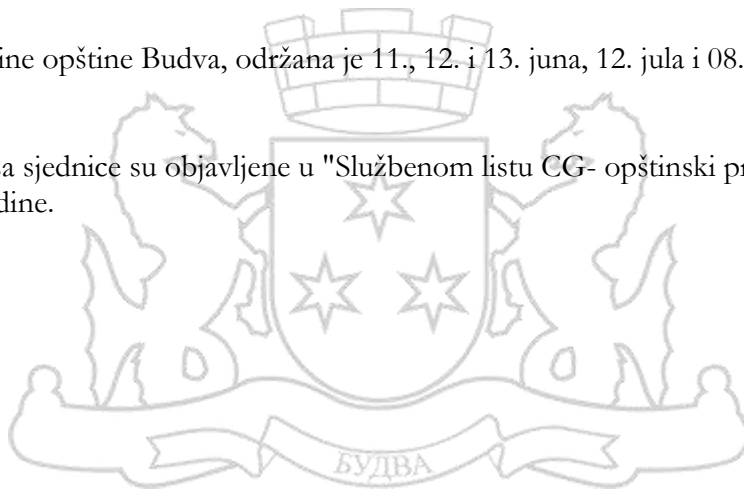 ine opštine Budva, održana je 11., 12. i 13. juna, 12. jula i 08.
a sjednice su objavljene u "Službenom listu CG- opštinski pr
dine.
БУДВА